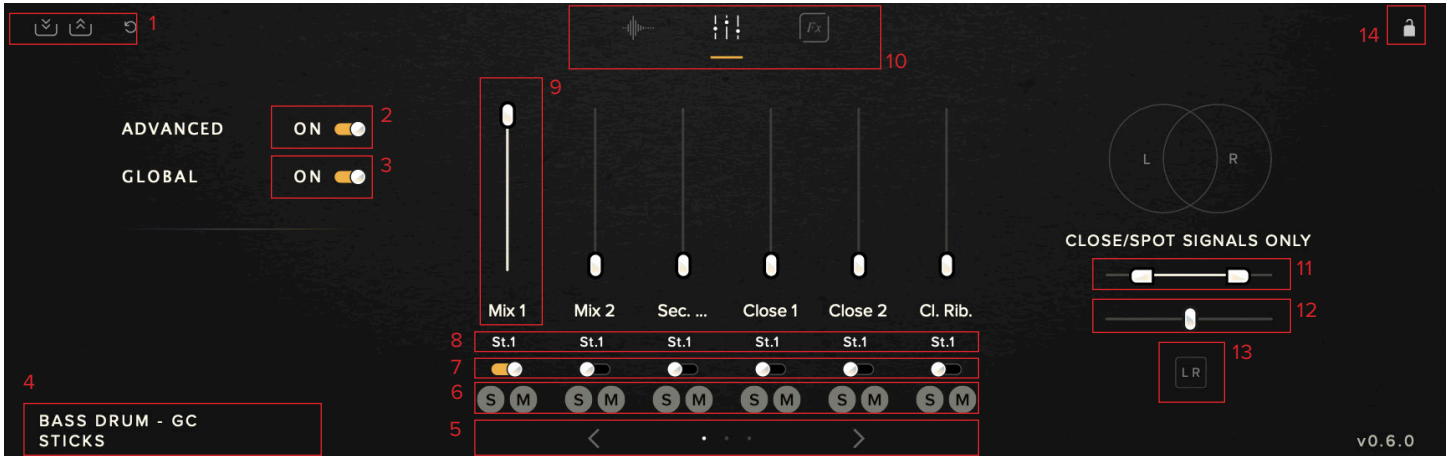 1
Fx
10
14
9
ADVANCED ON 2
GLOBAL ON 3
L R
CLOSE/SPOT SIGNALS ONLY
11
Mix 1 Mix 2 Sec. ... Close 1 Close 2 Cl. Rib.
12
8 St.1 St.1 St.1 St.1 St.1 St.1
7
13
LR
6 S M S M S M S M S M S M
4
5
BASS DRUM - GC
STICKS
v0.6.0